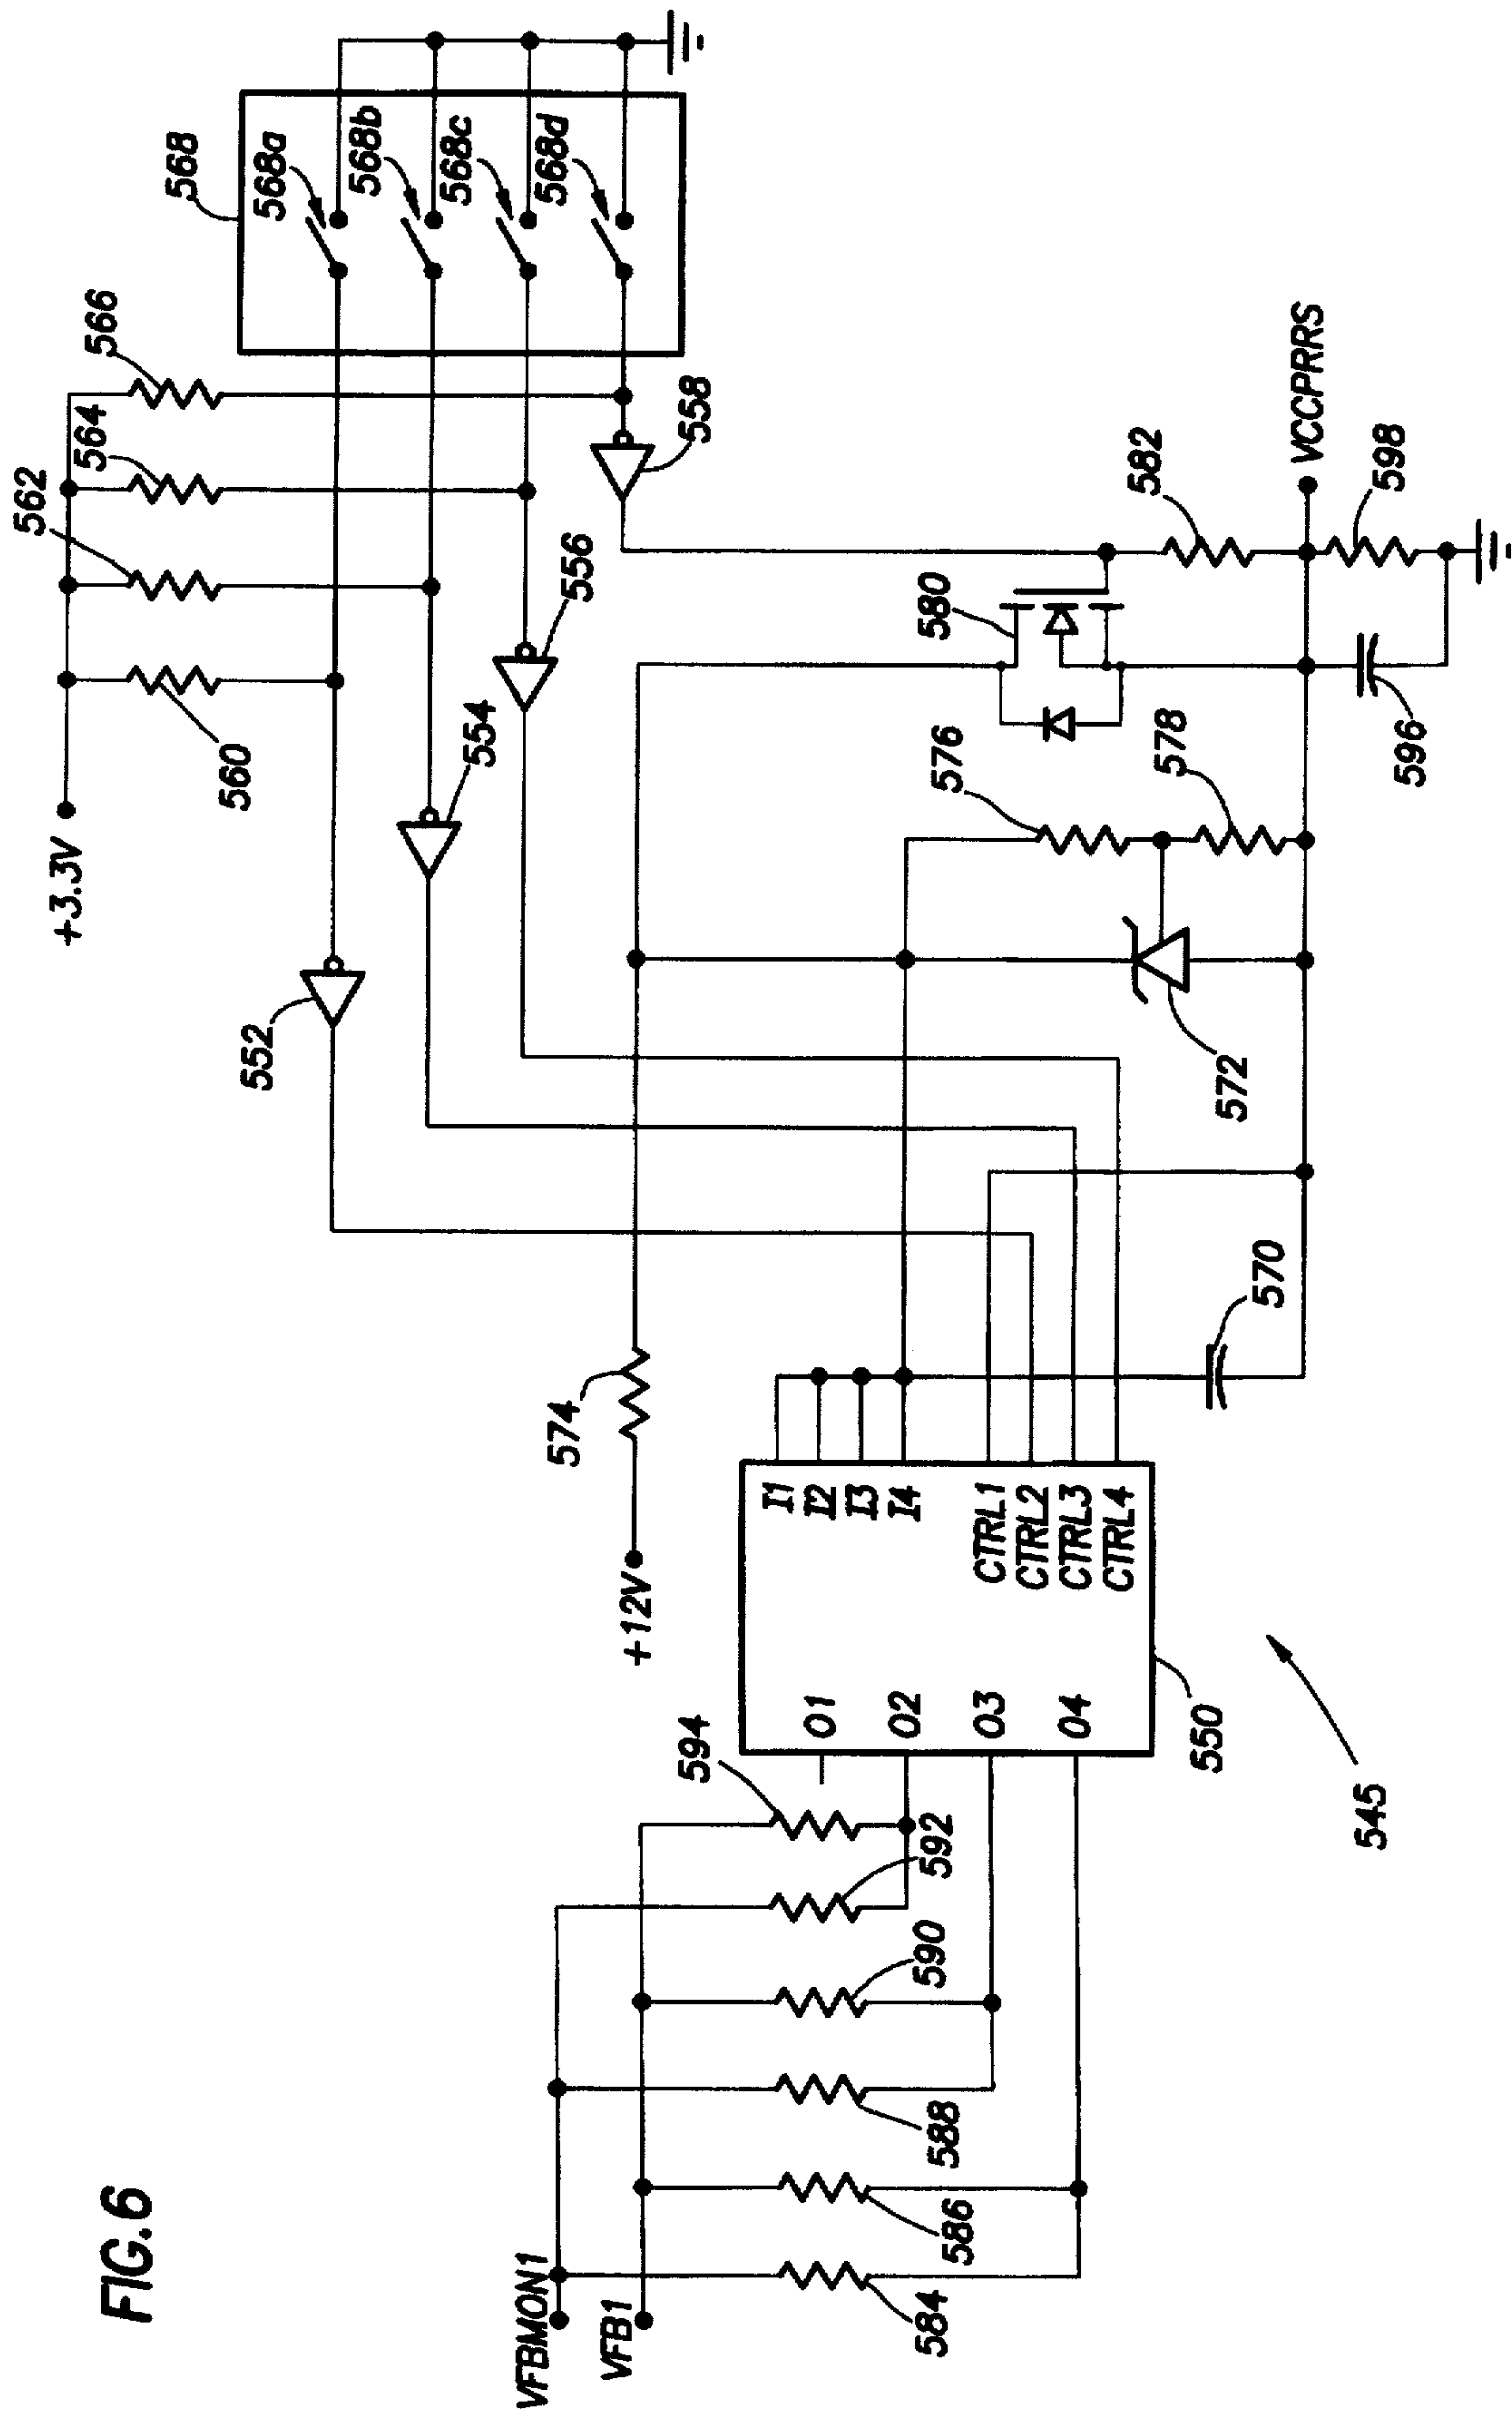 FIG.6
+3.3V
560
562
564
566
568
568a
568b
568c
568d
552
554
556
558
+12V
574
576
578
580
582
VCCPRRS
598
596
572
570
I1
I2
I3
I4
CTRL1
CTRL2
CTRL3
CTRL4
O1
O2
O3
O4
550
545
VFBMON1
VFB1
584
586
588
590
592
594